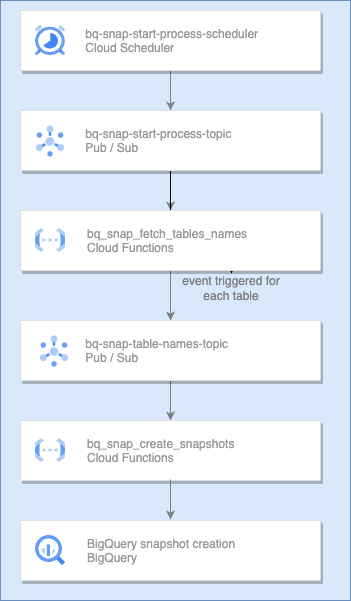 bq-snap-start-process-scheduler
Cloud Scheduler
bq-snap-start-process-topic
Pub / Sub
bq_snap_fetch_tables_names
Cloud Functions
event triggered for
each table
bq-snap-table-names-topic
Pub / Sub
bq_snap_create_snapshots
Cloud Functions
BigQuery snapshot creation
BigQuery